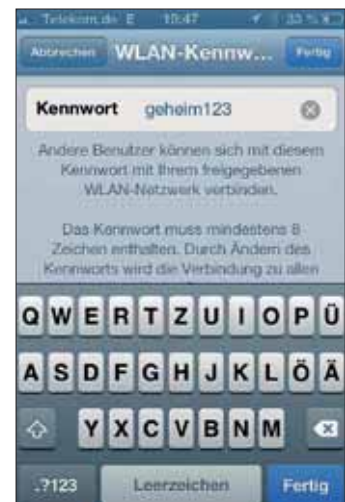 Telekom.de E 10:47 33 %
Abbrechen WLAN-Kennw... Fertig
Kennwort geheim123
Andere Benutzer können sich mit diesem
Kennwort mit Ihrem freigegebenen
WLAN-Netzwerk verbinden.
Das Kennwort muss mindestens 8
Zeichen enthalten. Durch Ändern des
Kennworts wird die Verbindung zu allen
Q W E R T Z U I O P Ü
A S D F G H J K L Ö Ä
Y X C V B N M
.?123 Leerzeichen Fertig